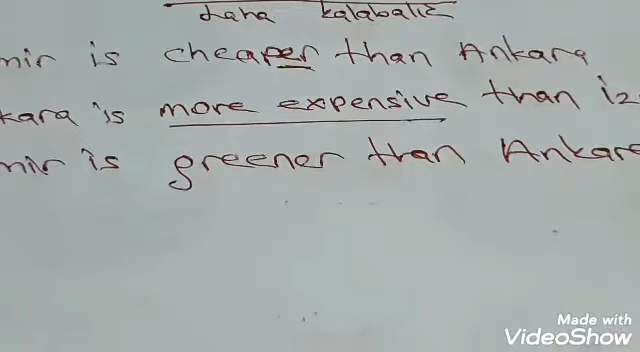 daha kalabalık
mir is cheaper than Ankara
kara is more expensive than iz
mir is greener than Ankara
Made with
VideoShow